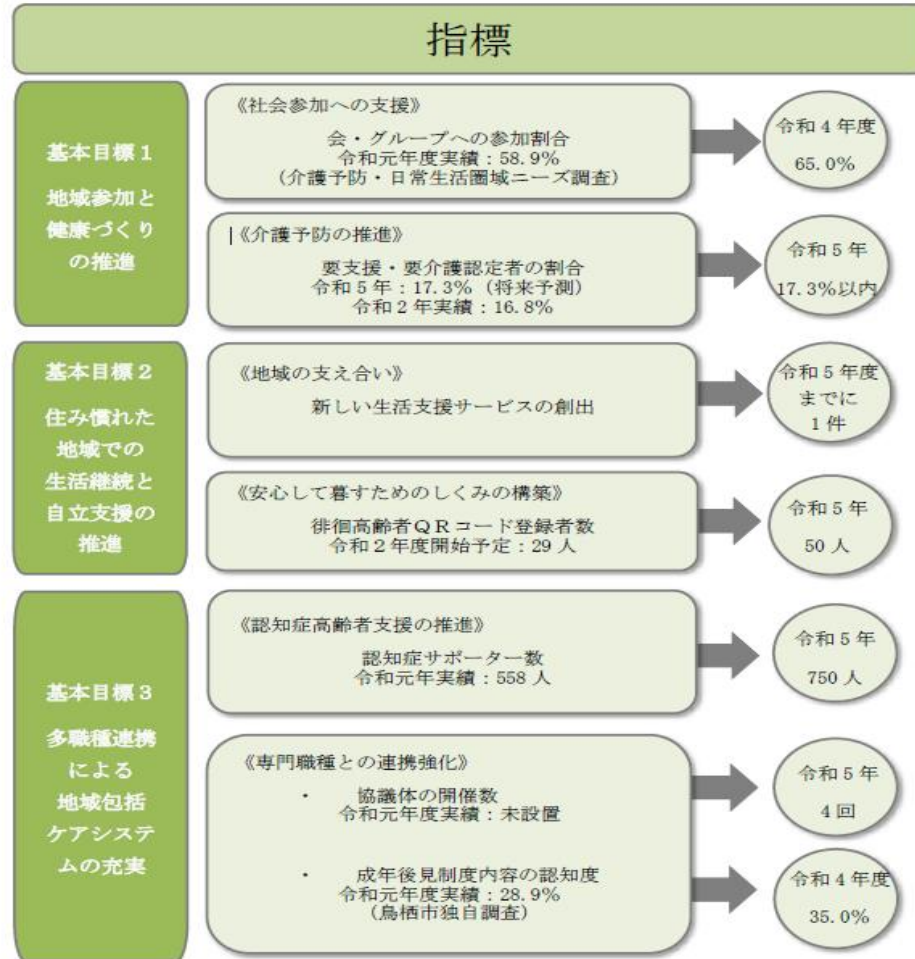 指標
基本目標1
地域参加と
健康づくり
の推進
《社会参加への支援》
会・グループへの参加割合
令和元年度実績：58.9%
（介護予防・日常生活圏域ニーズ調査）
令和4年度
65.0%
|《介護予防の推進》
要支援・要介護認定者の割合
令和5年：17.3%（将来予測）
令和2年実績：16.8%
令和5年
17.3%以内
基本目標2
住み慣れた
地域での
生活継続と
自立支援の
推進
《地域の支え合い》
新しい生活支援サービスの創出
令和5年度
までに
1件
《安心して暮すためのしくみの構築》
徘徊高齢者QRコード登録者数
令和2年度開始予定：29人
令和5年
50人
基本目標3
多職種連携
による
地域包括
ケアシステ
ムの充実
《認知症高齢者支援の推進》
認知症サポーター数
令和元年実績：558人
令和5年
750人
《専門職種との連携強化》
・ 協議体の開催数
令和元年度実績：未設置
令和5年
4回
・ 成年後見制度内容の認知度
令和元年度実績：28.9%
（鳥栖市独自調査）
令和4年度
35.0%